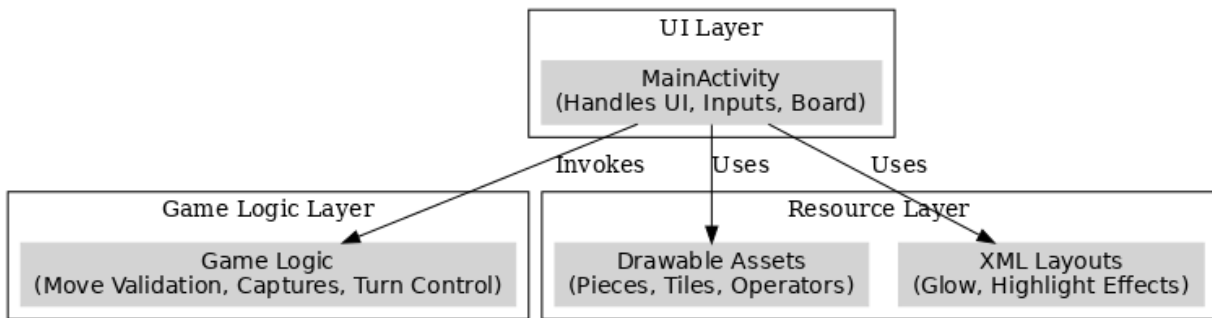 UI Layer
MainActivity
(Handles UI, Inputs, Board)
Invokes
Uses
Uses
Game Logic Layer
Game Logic
(Move Validation, Captures, Turn Control)
Resource Layer
Drawable Assets
(Pieces, Tiles, Operators)
XML Layouts
(Glow, Highlight Effects)